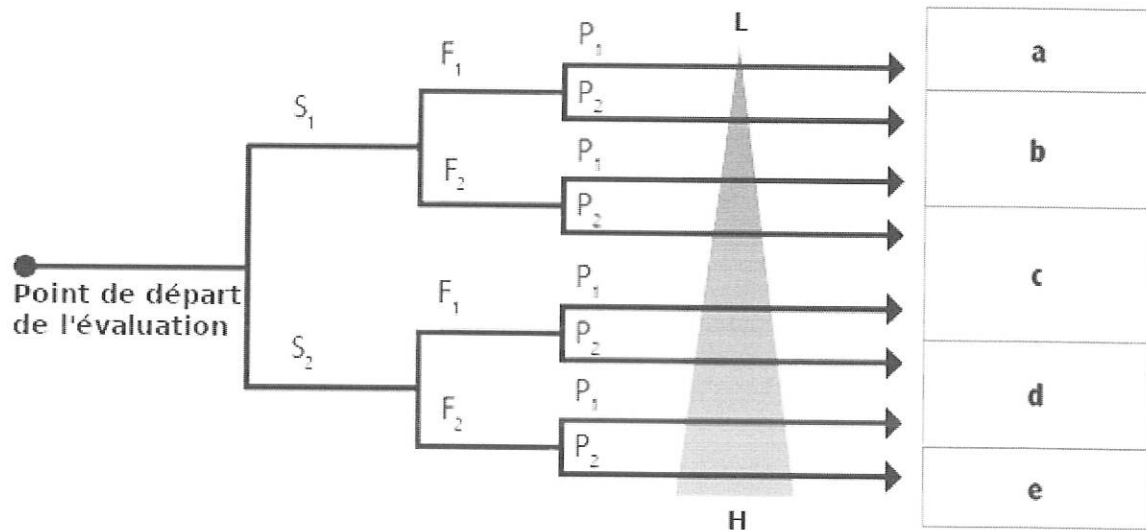 L
P₁
a
F₁
P₂
S₁
b
P₁
F₂
P₂
c
Point de départ
de l'évaluation
P₁
F₁
P₂
S₂
d
P₁
F₂
P₂
e
H